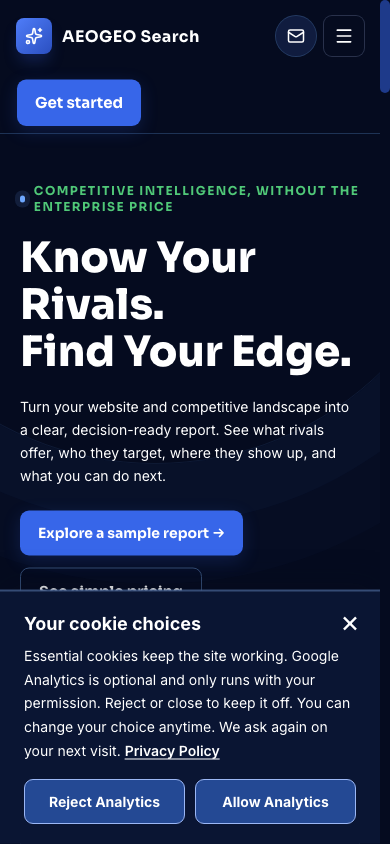 AEOGEO Search
Get started
COMPETITIVE INTELLIGENCE, WITHOUT THE
ENTERPRISE PRICE
Know Your
Rivals.
Find Your Edge.
Turn your website and competitive landscape into
a clear, decision-ready report. See what rivals
offer, who they target, where they show up, and
what you can do next.
Explore a sample report →
See simple pricing
Your cookie choices
Essential cookies keep the site working. Google
Analytics is optional and only runs with your
permission. Reject or close to keep it off. You can
change your choice anytime. We ask again on
your next visit. Privacy Policy
Reject Analytics
Allow Analytics